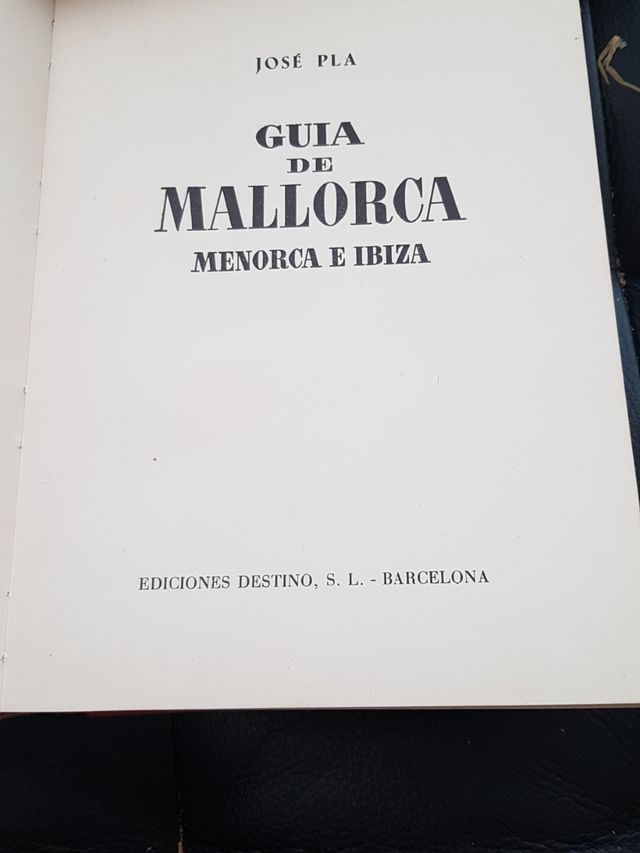 JOSÉ PLA
GUIA
DE
MALLORCA
MENORCA E IBIZA
EDICIONES DESTINO, S. L. - BARCELONA